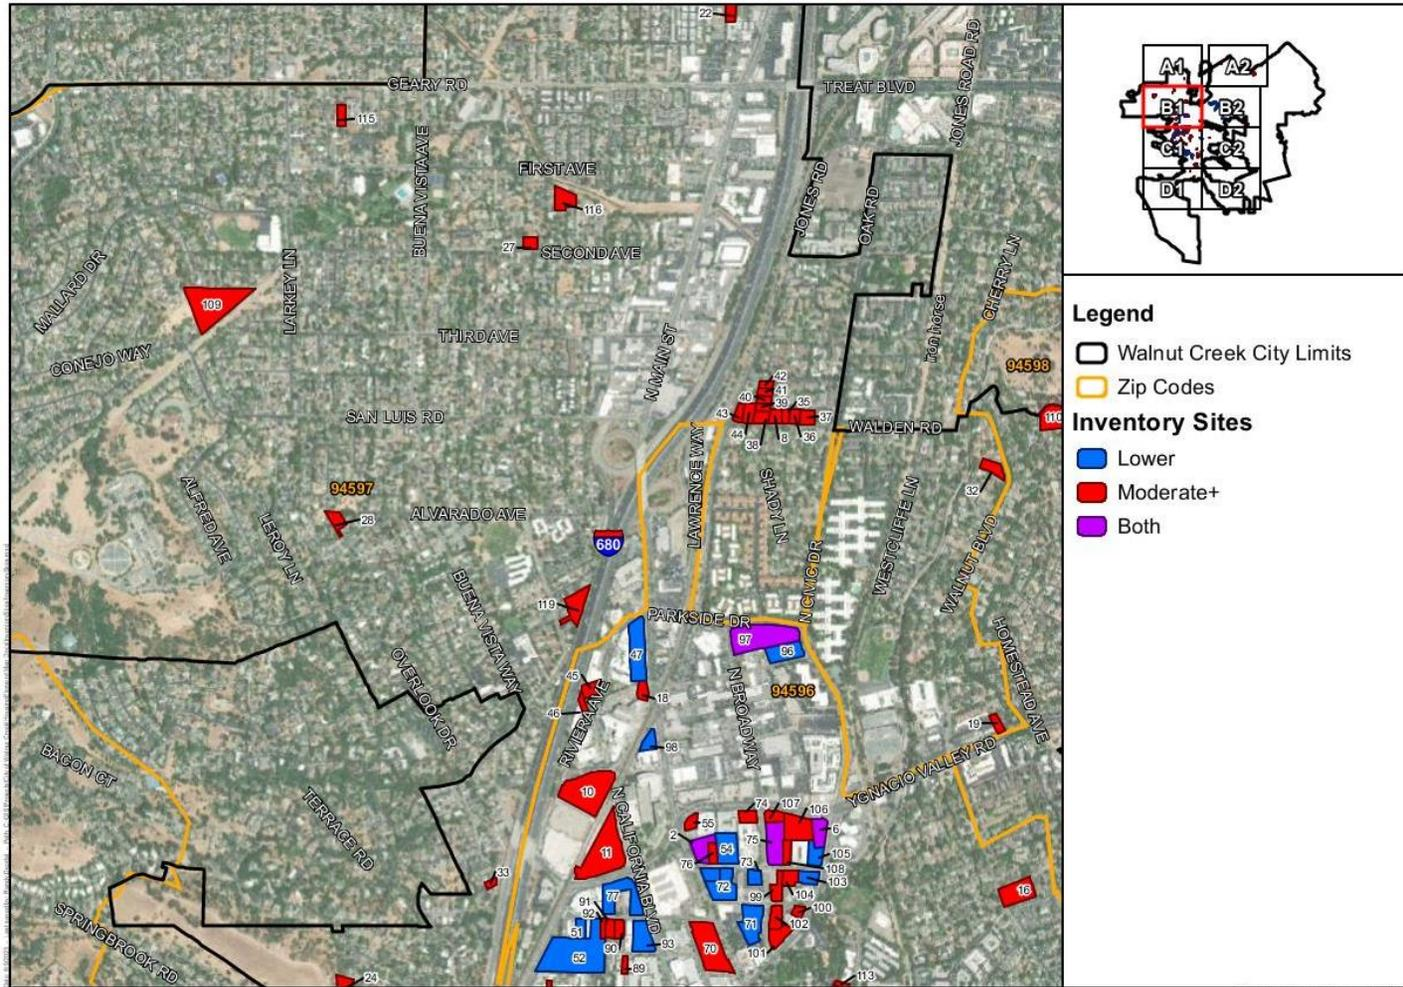 22
GEARY RD
TREAT BLVD
JONES ROAD RD
115
BUENA VISTA AVE
FIRST AVE
116
JONES RD
OAK RD
27
SECOND AVE
MALLARD DR
LARKEY LN
109
CHERRY LN
Iron horse
THIRD AVE
N MAIN ST
CONEJO WAY
94598
42
41
40
39
35
43
37
110
SAN LUIS RD
44
38
8
36
WALDEN RD
32
94597
ALFRED AVE
LEROY LN
28
ALVARADO AVE
LAWRENCE WAY
SHADY LN
WESTCLIFFE LN
680
N CIVIC DR
WALNUT BLVD
BUENA VISTA WAY
119
PARKSIDE DR
97
96
47
HOMESTEAD AVE
OVERLOOK DR
45
18
46
RIVIERA AVE
N BROADWAY
94596
19
98
BACON CT
YGNACIO VALLEY RD
10
N CALIFORNIA BLVD
TERRACE RD
74
107
106
55
2
75
6
54
11
76
105
73
108
33
72
103
77
99
104
16
91
100
92
51
71
102
SPRINGBROOK RD
90
93
70
101
52
89
24
113
A1
A2
B1
B2
C1
C2
D1
D2
Legend
Walnut Creek City Limits
Zip Codes
Inventory Sites
Lower
Moderate+
Both